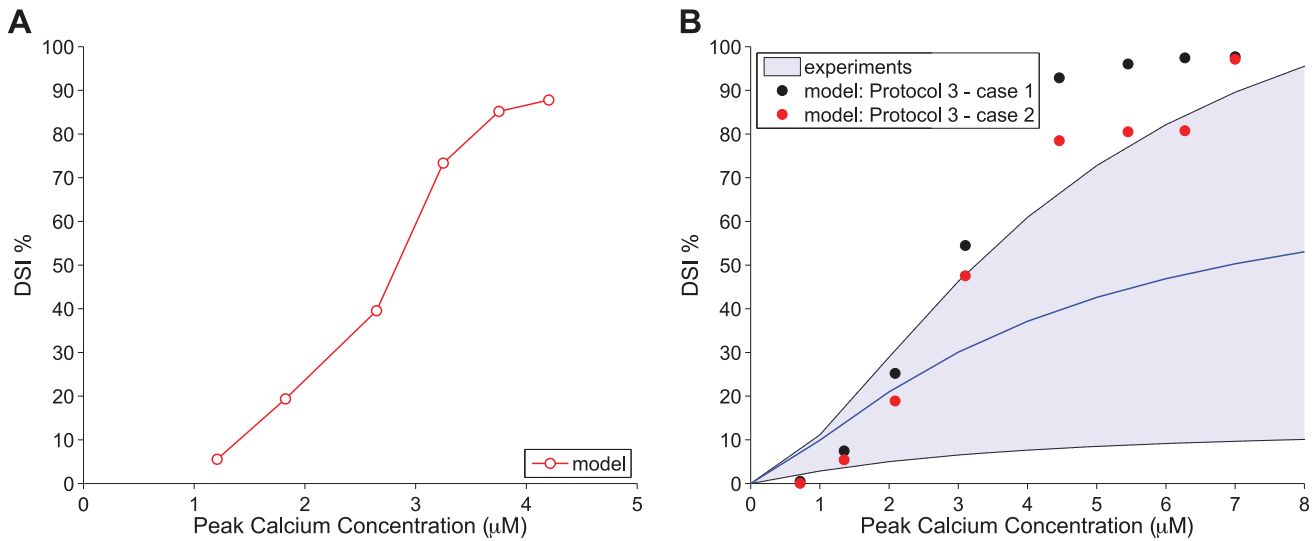 A
100
90
80
70
60
50
40
30
20
10
0
DSI %
0 1 2 3 4 5
Peak Calcium Concentration (μM)
model
B
100
90
80
70
60
50
40
30
20
10
0
DSI %
experiments
model: Protocol 3 - case 1
model: Protocol 3 - case 2
0 1 2 3 4 5 6 7 8
Peak Calcium Concentration (μM)